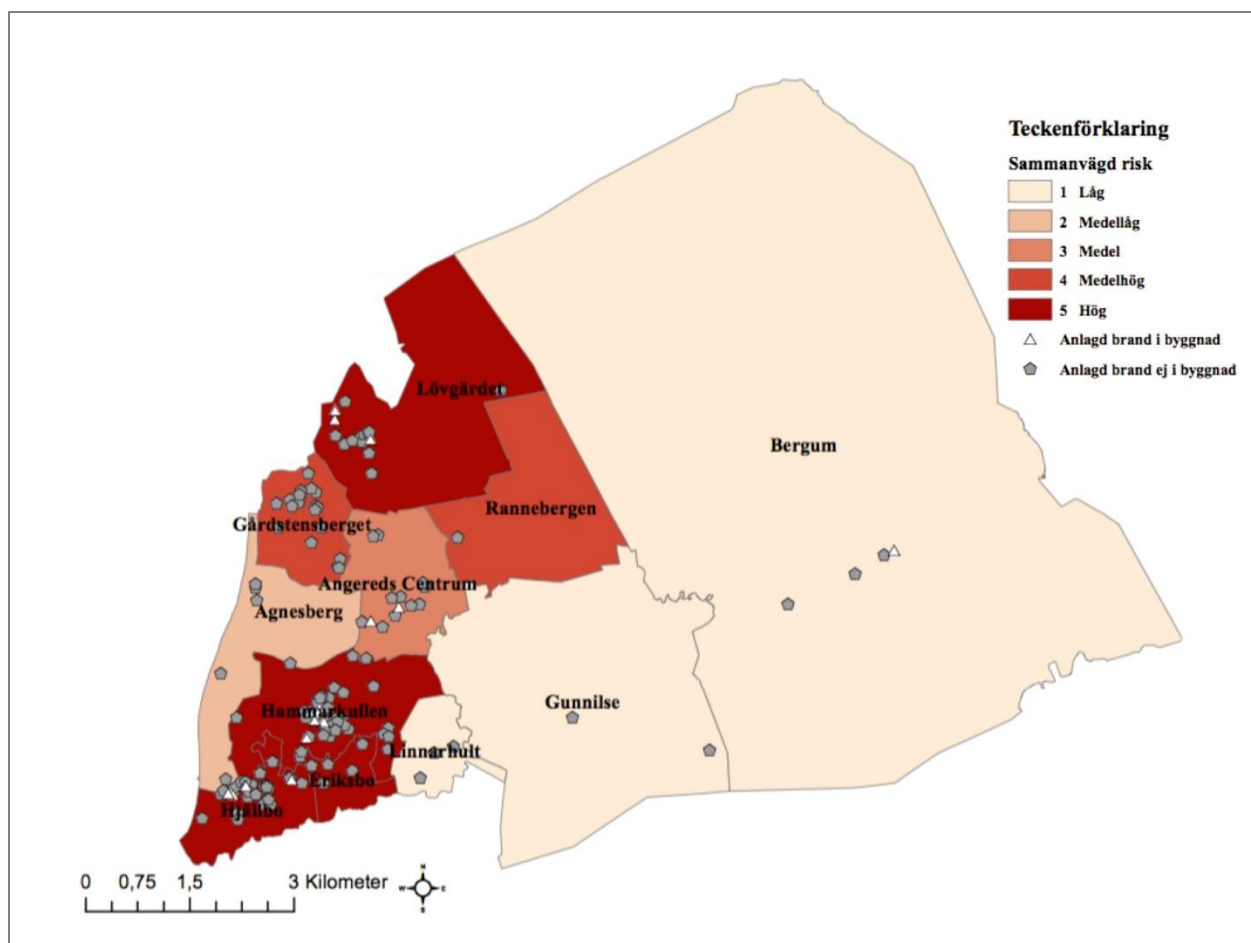 Teckenförklaring
Sammanvägd risk
1 Låg
2 Medellåg
3 Medel
4 Medelhög
5 Hög
Anlagd brand i byggnad
Anlagd brand ej i byggnad
Lövgärdet
Bergum
Rannebergen
Gårdstensberget
Angereds Centrum
Agnesberg
Gunnilse
Hammarkullen
Linnarhult
Eriksbo
Hjällbo
0 0,75 1,5 3 Kilometer
N
W E
S